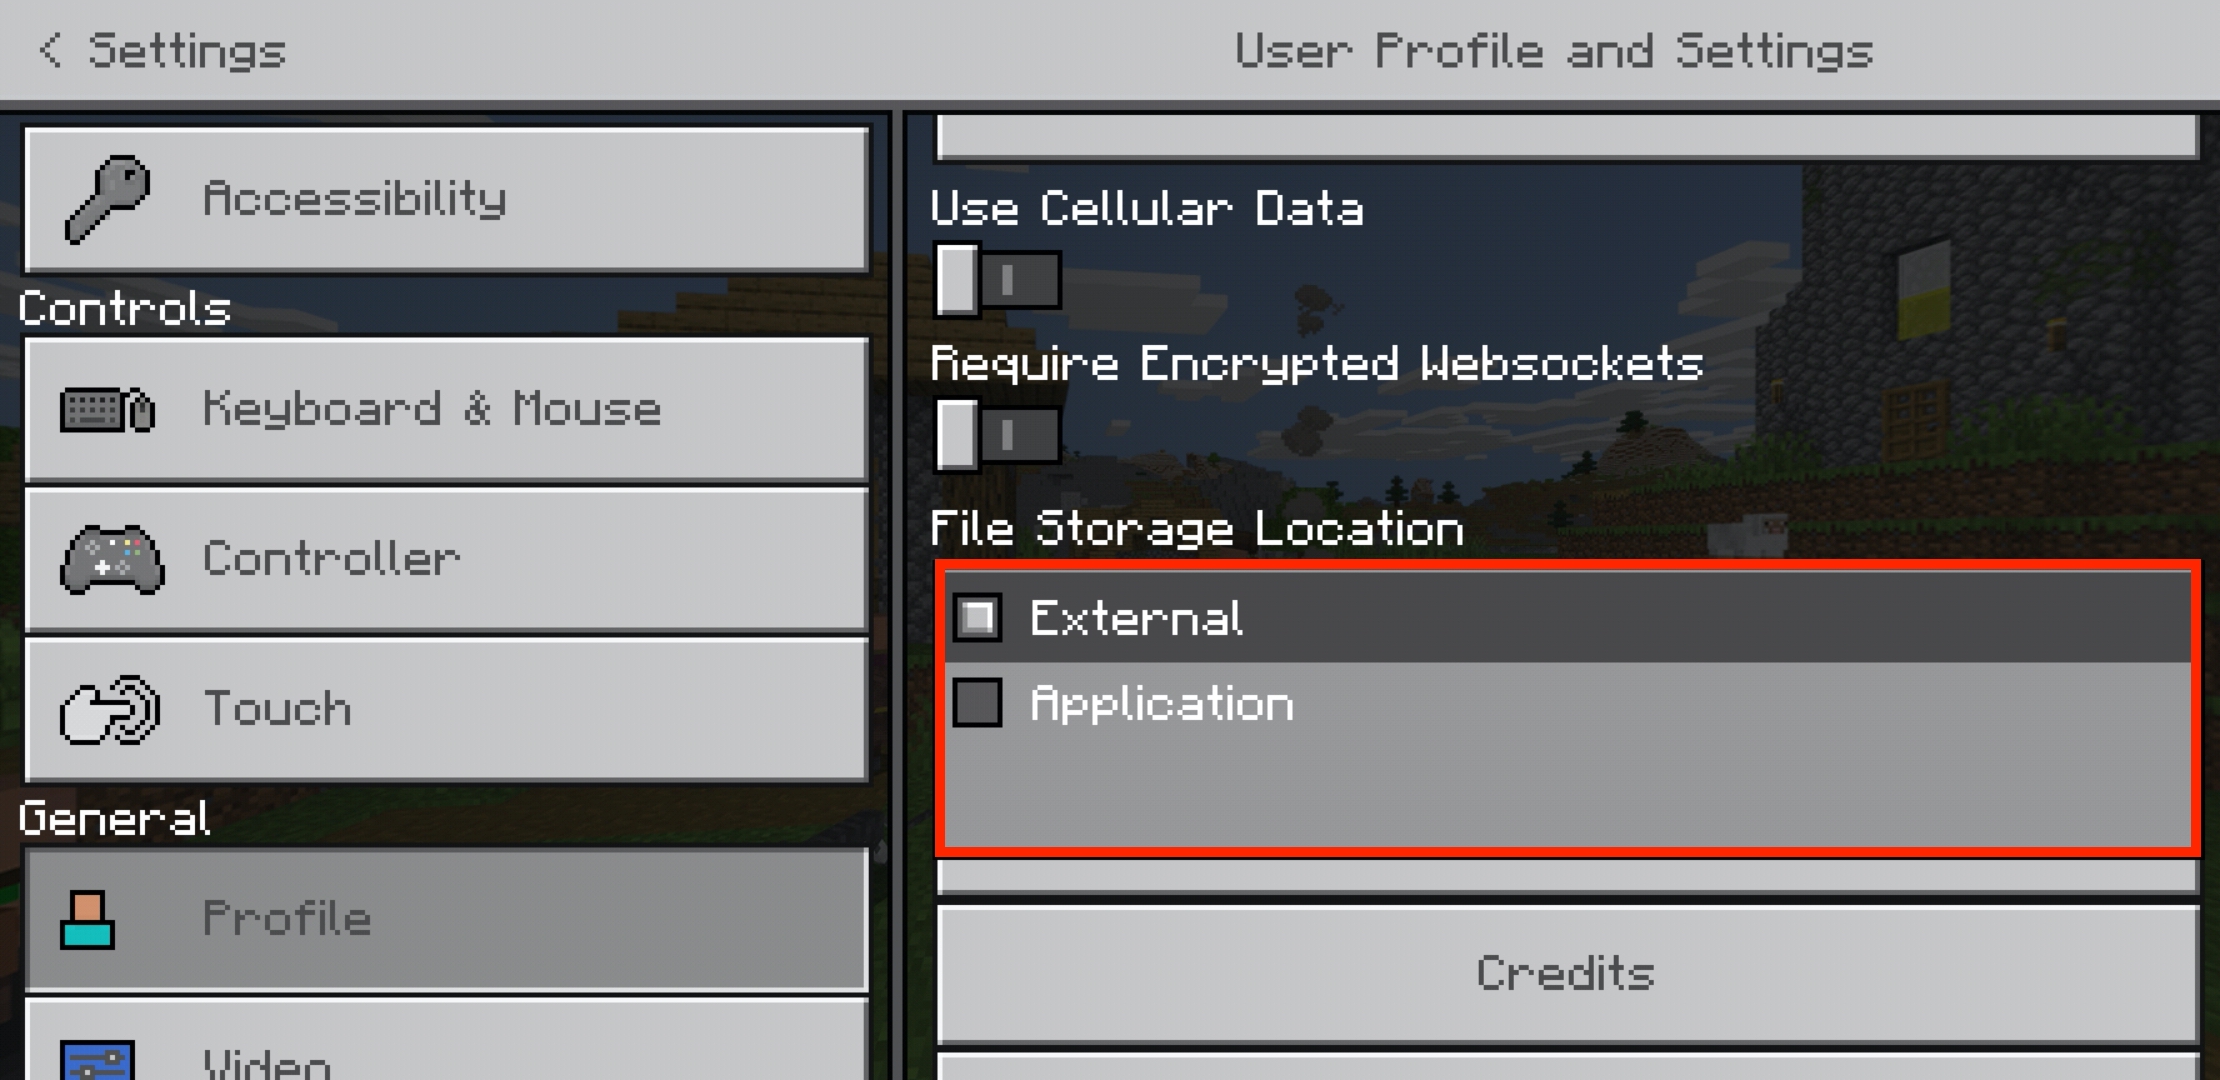 < Settings
User Profile and Settings
Accessibility
Controls
Keyboard & Mouse
Controller
Touch
General
Profile
Video
Use Cellular Data
Require Encrypted Websockets
File Storage Location
External
Application
Credits